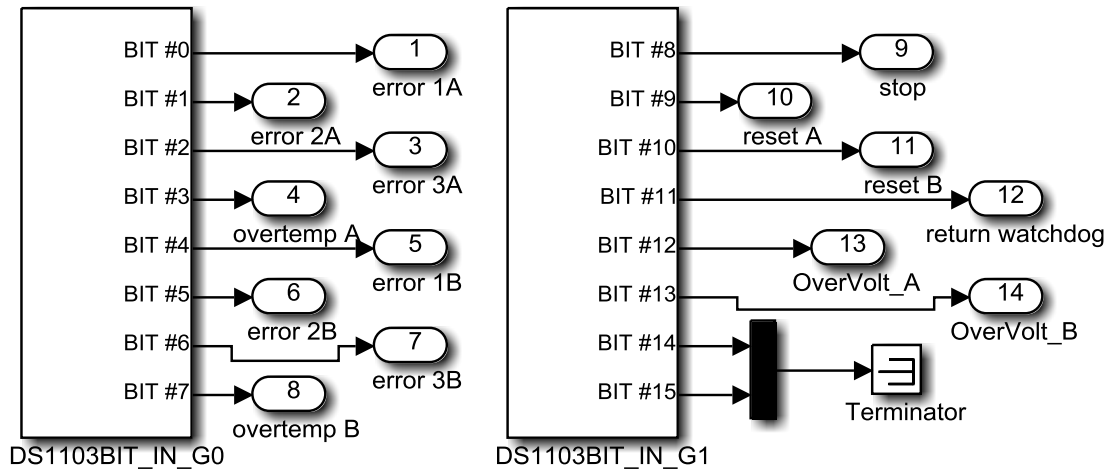 BIT #0
1
error 1A
BIT #1
2
error 2A
BIT #2
3
error 3A
BIT #3
4
overtemp A
BIT #4
5
error 1B
BIT #5
6
error 2B
BIT #6
7
error 3B
BIT #7
8
overtemp B
DS1103BIT_IN_G0
BIT #8
9
stop
BIT #9
10
reset A
BIT #10
11
reset B
BIT #11
12
return watchdog
BIT #12
13
OverVolt_A
BIT #13
14
OverVolt_B
BIT #14
BIT #15
Terminator
DS1103BIT_IN_G1